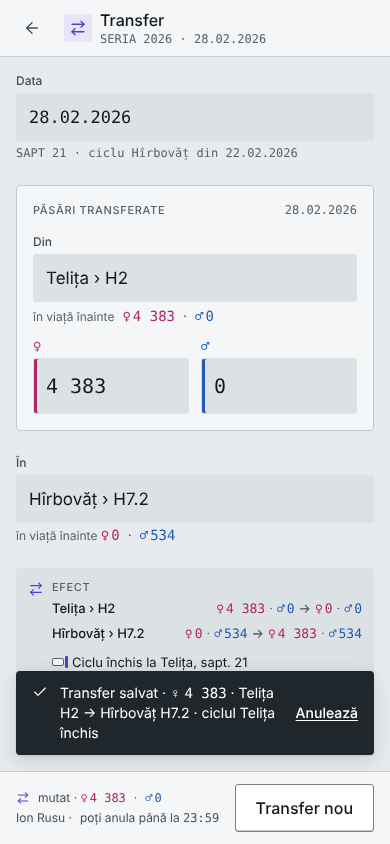 Transfer
SERIA 2026 · 28.02.2026
Data
28.02.2026
SAPT 21 · ciclu Hîrbovăț din 22.02.2026
PĂSĂRI TRANSFERATE 28.02.2026
Din
Telița › H2
în viață înainte ♀4 383 · ♂0
♀ ♂
4 383 0
În
Hîrbovăț › H7.2
în viață înainte ♀0 · ♂534
EFECT
Telița › H2 ♀4 383 · ♂0 → ♀0 · ♂0
Hîrbovăț › H7.2 ♀0 · ♂534 → ♀4 383 · ♂534
Ciclu închis la Telița, sapt. 21
Transfer salvat · ♀ 4 383 · Telița
H2 → Hîrbovăț H7.2 · ciclul Telița
închis
Anulează
mutat · ♀4 383 · ♂0
Ion Rusu · poți anula până la 23:59
Transfer nou